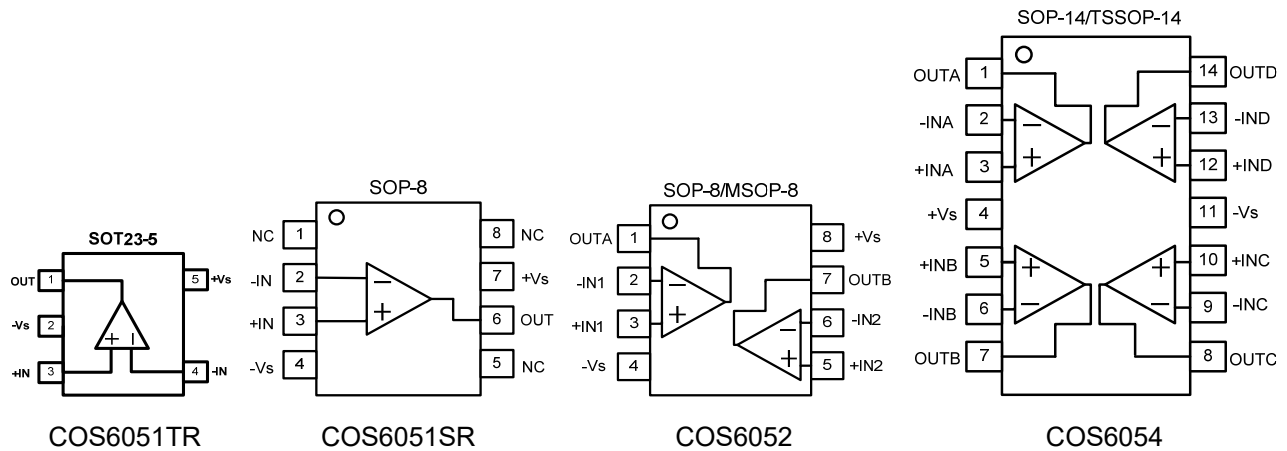 SOT23-5
OUT 1
5 +Vs
-Vs 2
+IN 3
4 -IN
+ −
COS6051TR
SOP-8
NC 1
8 NC
-IN 2
7 +Vs
+IN 3
6 OUT
-Vs 4
5 NC
−
+
COS6051SR
SOP-8/MSOP-8
OUTA 1
8 +Vs
-IN1 2
7 OUTB
+IN1 3
6 -IN2
-Vs 4
5 +IN2
−
+
−
+
COS6052
SOP-14/TSSOP-14
OUTA 1
14 OUTD
-INA 2
− −
13 -IND
+INA 3
+ +
12 +IND
+Vs 4
11 -Vs
+INB 5
+ +
10 +INC
-INB 6
− −
9 -INC
OUTB 7
8 OUTC
COS6054